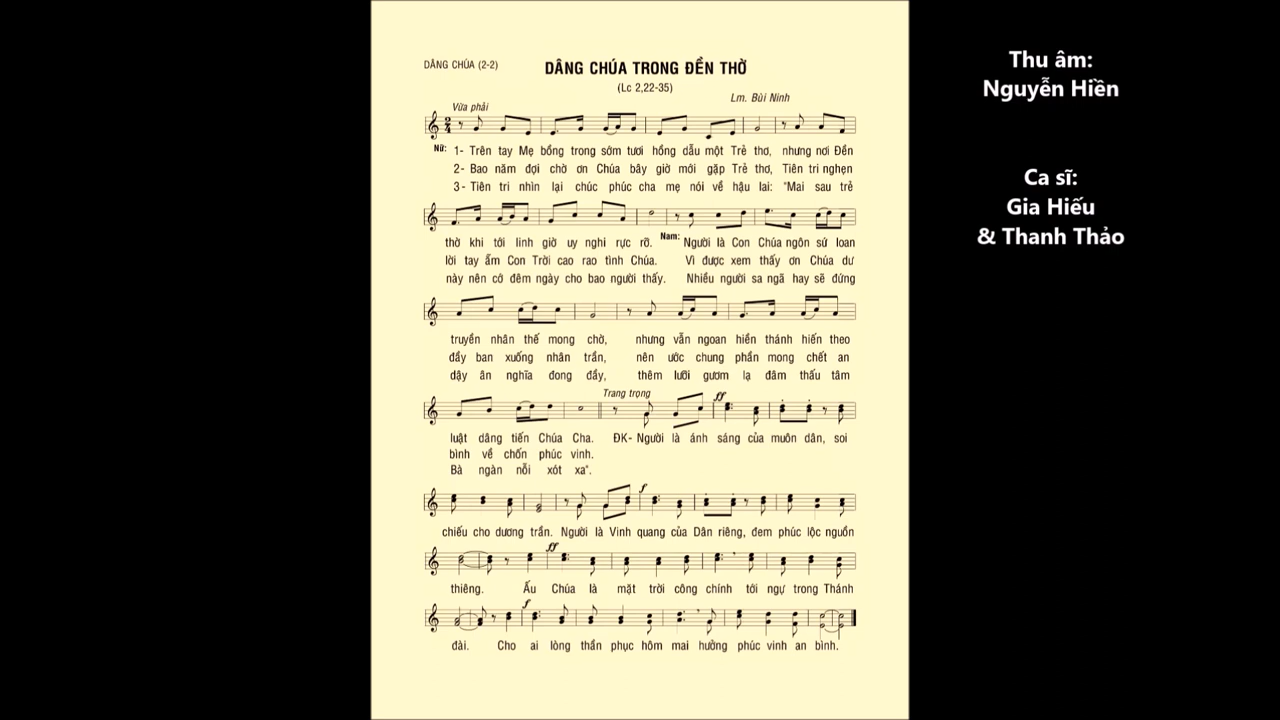 DÂNG CHÚA (2-2)
DÂNG CHÚA TRONG ĐỀN THỜ
(Lc 2,22-35)
Lm. Bùi Ninh
Vừa phải
Nữ: 1- Trên tay Mẹ bồng trong sớm tươi hồng dẫu một Trẻ thơ, nhưng nơi Đền
2- Bao năm đợi chờ ơn Chúa bây giờ mới gặp Trẻ thơ, Tiên tri nghẹn
3- Tiên tri nhìn lại chúc phúc cha mẹ nói về hậu lai: "Mai sau trẻ
thờ khi tới linh giờ uy nghi rực rỡ. Nam: Người là Con Chúa ngôn sứ loan
lời tay ẵm Con Trời cao rao tình Chúa. Vì được xem thấy ơn Chúa dư
này nên cớ đêm ngày cho bao người thấy. Nhiều người sa ngã hay sẽ đứng
truyền nhân thế mong chờ, nhưng vẫn ngoan hiền thánh hiến theo
đầy ban xuống nhân trần, nên ước chung phần mong chết an
dậy ân nghĩa đong đầy, thêm lưỡi gươm lạ đâm thấu tâm
Trang trọng
ff
luật dâng tiến Chúa Cha. ĐK- Người là ánh sáng của muôn dân, soi
bình về chốn phúc vinh.
Bà ngàn nỗi xót xa".
f
chiếu cho dương trần. Người là Vinh quang của Dân riêng, đem phúc lộc nguồn
ff
thiêng. Ấu Chúa là mặt trời công chính tới ngự trong Thánh
f
đài. Cho ai lòng thần phục hôm mai hưởng phúc vinh an bình.
Thu âm:
Nguyễn Hiền
Ca sĩ:
Gia Hiếu
& Thanh Thảo